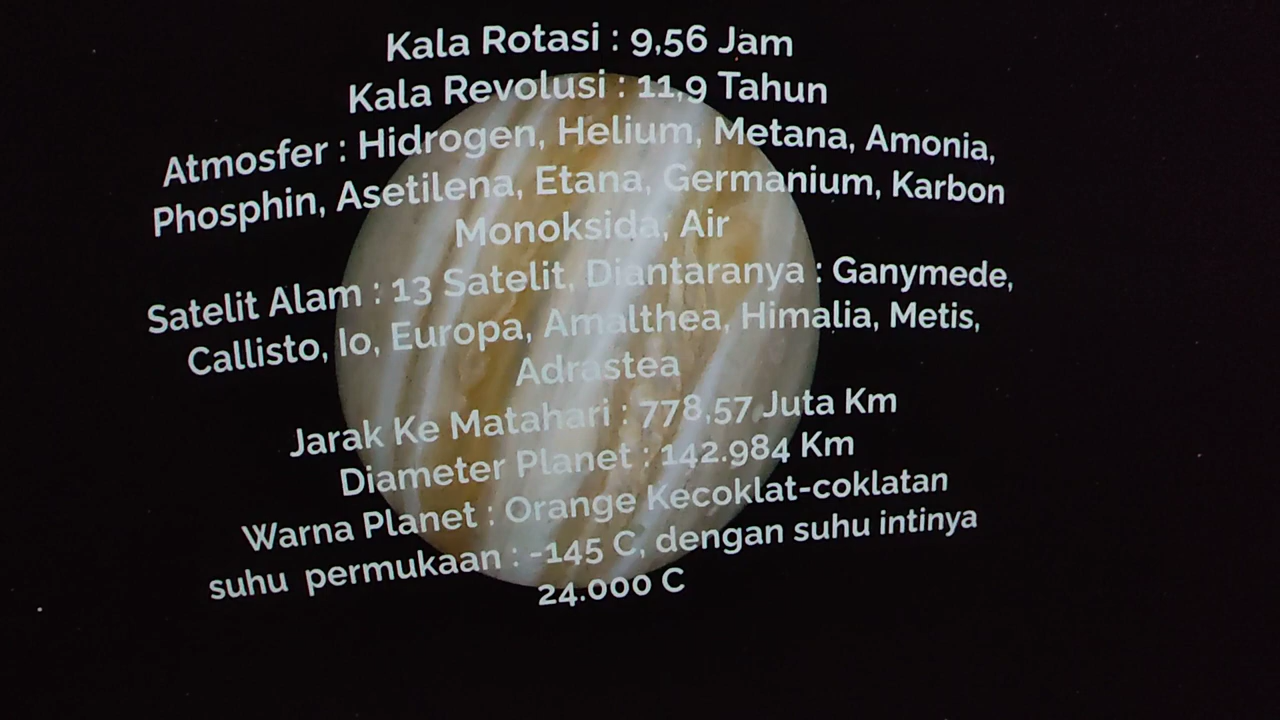 Kala Rotasi : 9,56 Jam
Kala Revolusi : 11,9 Tahun
Atmosfer : Hidrogen, Helium, Metana, Amonia,
Phosphin, Asetilena, Etana, Germanium, Karbon
Monoksida, Air
Satelit Alam : 13 Satelit, Diantaranya : Ganymede,
Callisto, Io, Europa, Amalthea, Himalia, Metis,
Adrastea
Jarak Ke Matahari : 778,57 Juta Km
Diameter Planet : 142.984 Km
Warna Planet : Orange Kecoklat-coklatan
suhu permukaan : -145 C, dengan suhu intinya
24.000 C